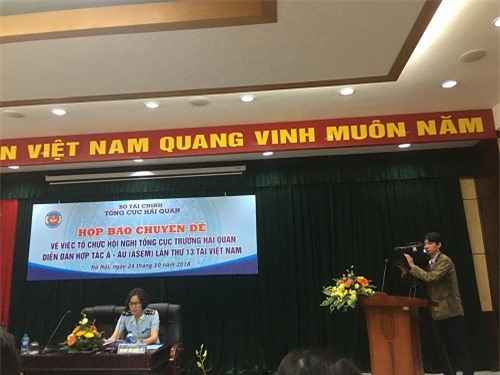 N VIỆT NAM QUANG VINH MUÔN NĂM
BỘ TÀI CHÍNH
TỔNG CỤC HẢI QUAN
HỌP BÁO CHUYÊN ĐỀ
VỀ VIỆC TỔ CHỨC HỘI NGHỊ TỔNG CỤC TRƯỞNG HẢI QUAN
DIỄN ĐÀN HỢP TÁC Á - ÂU (ASEM) LẦN THỨ 13 TẠI VIỆT NAM
Hà Nội, ngày 24 tháng 10 năm 2018